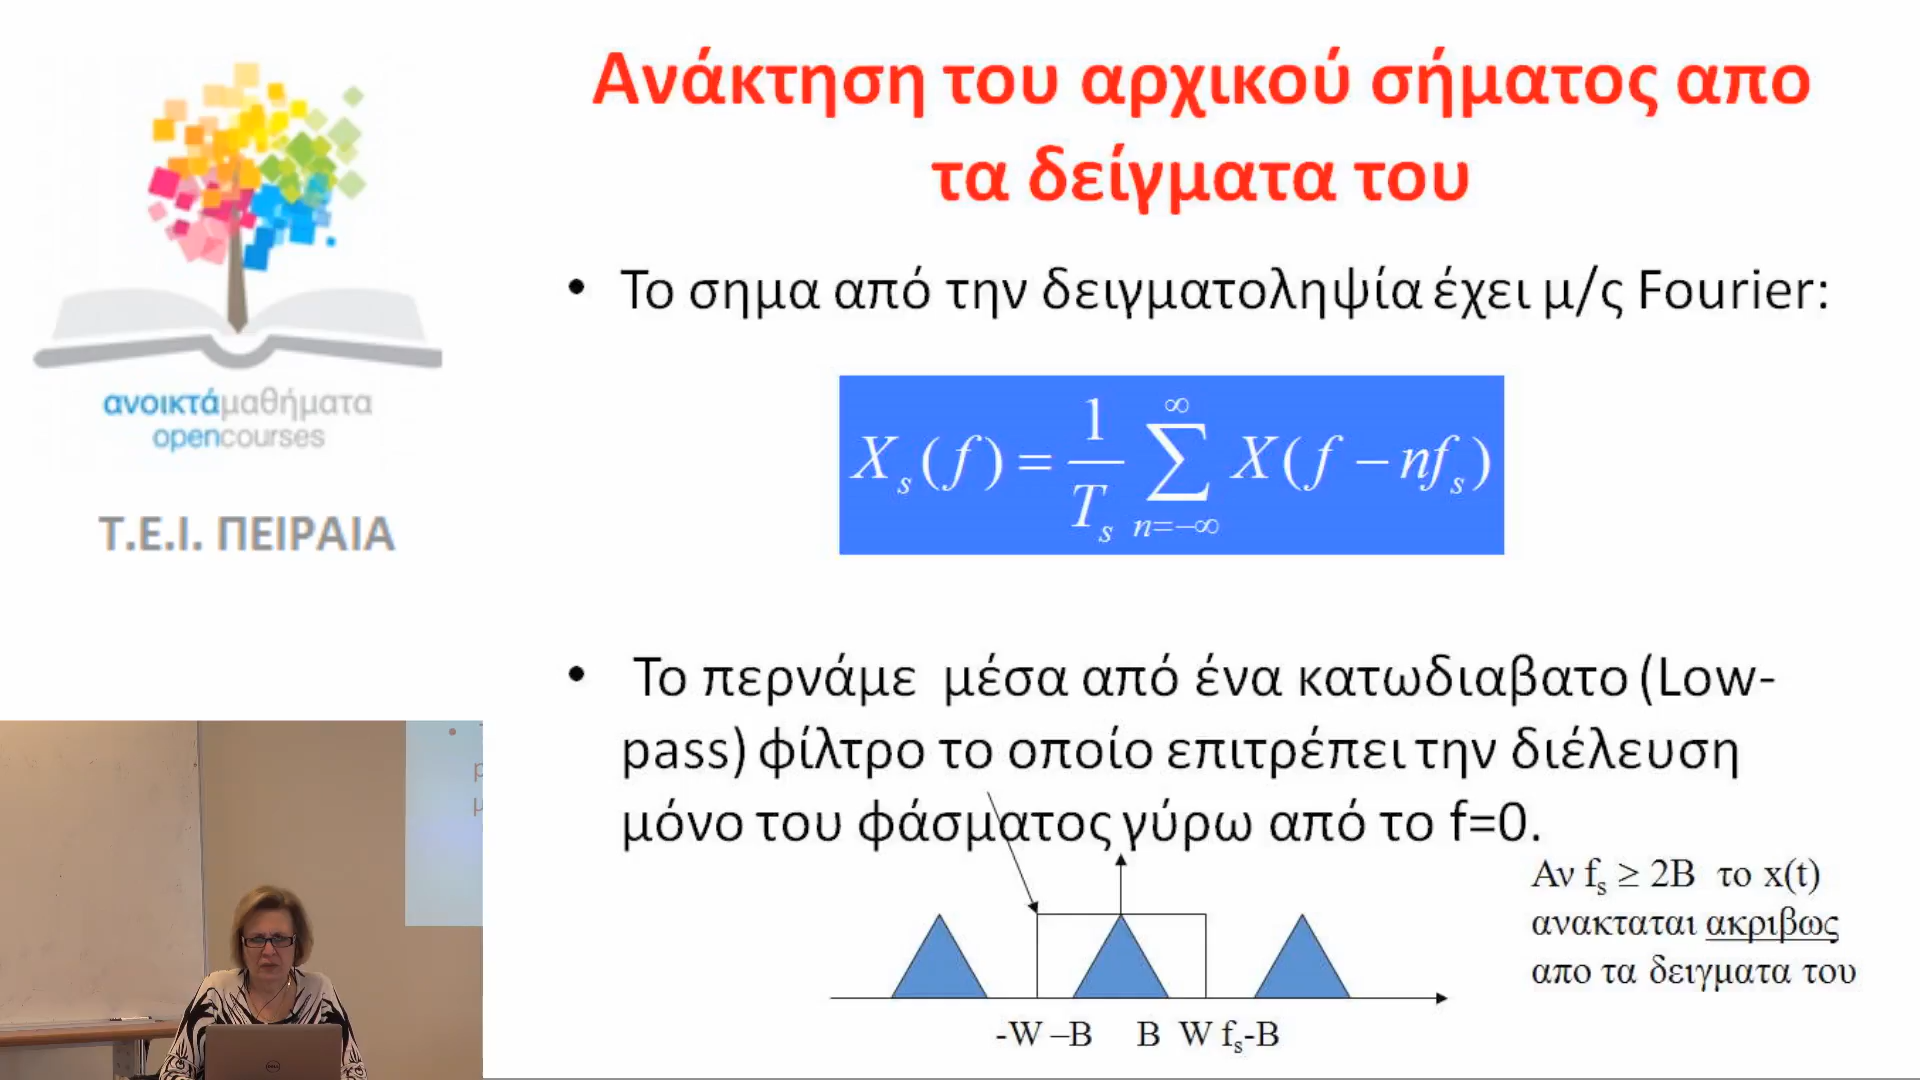 Ανάκτηση του αρχικού σήματος απο
τα δείγματα του
ανοικτάμαθήματα
opencourses
Τ.Ε.Ι. ΠΕΙΡΑΙΑ
• Το σημα από την δειγματοληψία έχει μ/ς Fourier:
X_s(f) = \frac{1}{T_s} \sum_{n=-∞}^{∞} X(f − nf_s)
• Το περνάμε μέσα από ένα κατωδιαβατο (Low-
pass) φίλτρο το οποίο επιτρέπει την διέλευση
μόνο του φάσματος γύρω από το f=0.
Αν f_s ≥ 2B το x(t)
ανακταται ακριβως
απο τα δειγματα του
-W –B B W f_s-B